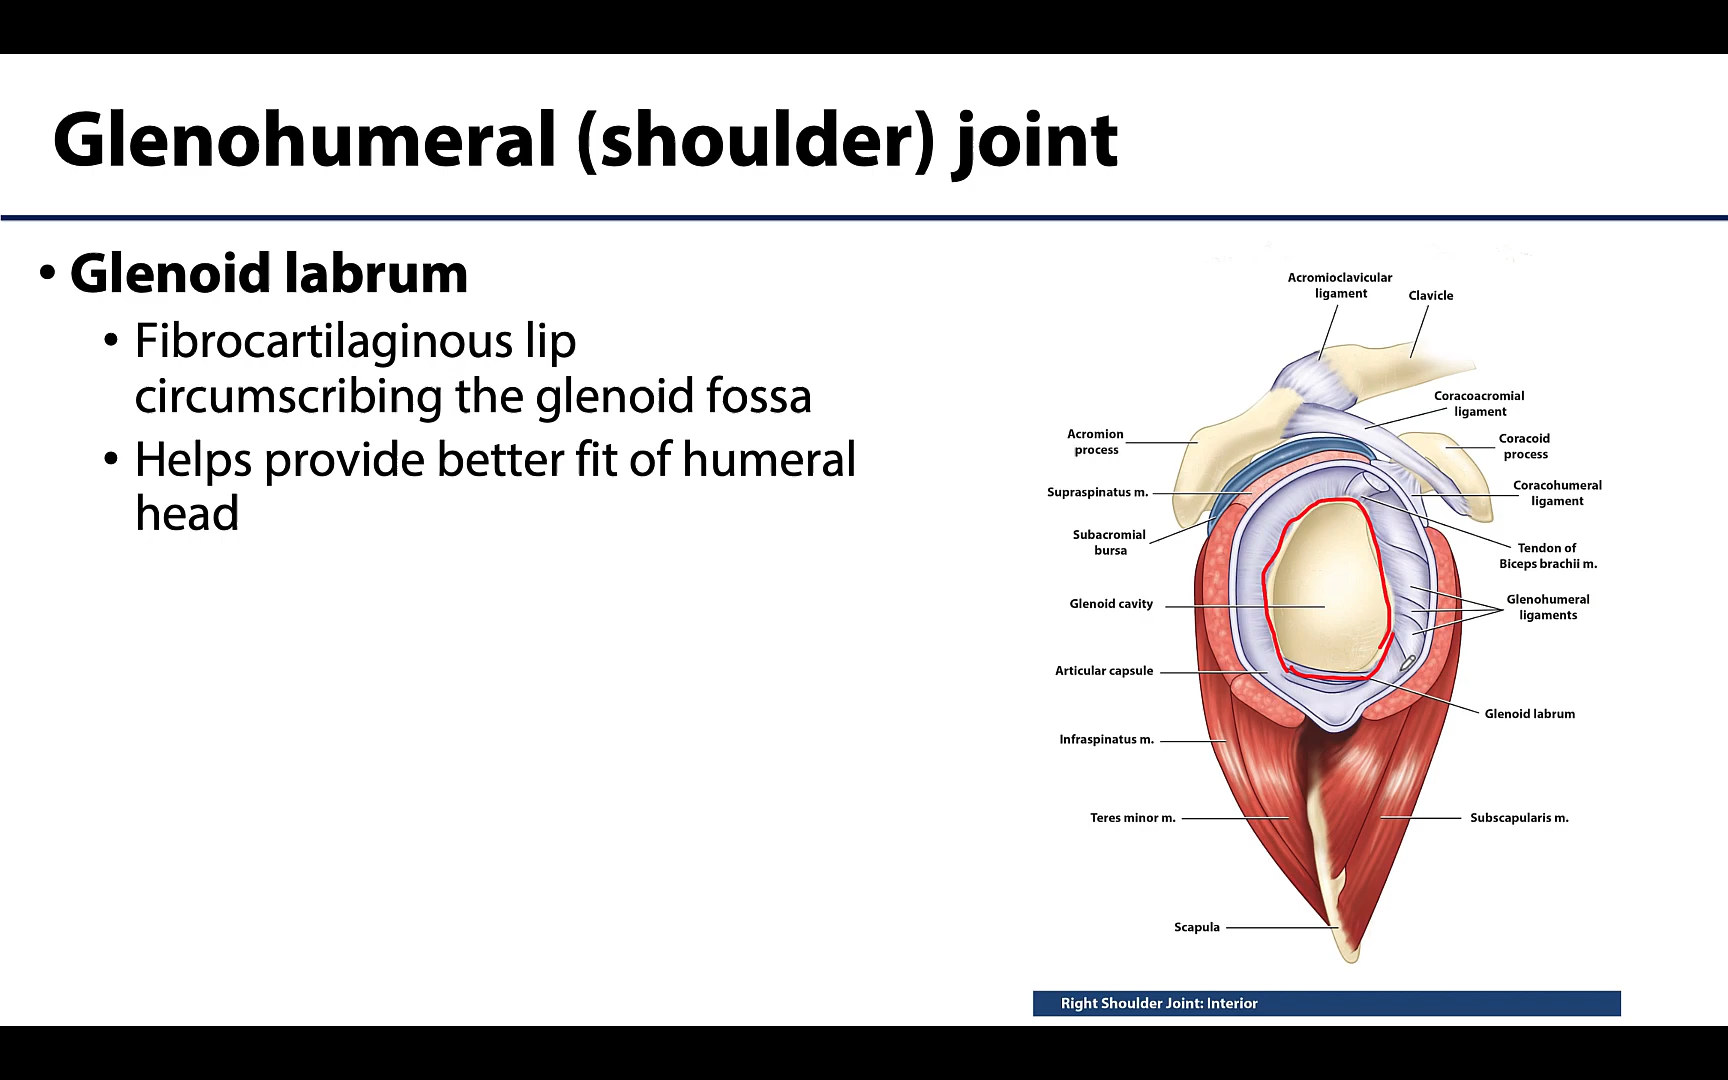 Glenohumeral (shoulder) joint
• Glenoid labrum
• Fibrocartilaginous lip
circumscribing the glenoid fossa
• Helps provide better fit of humeral
head
Acromioclavicular
ligament
Clavicle
Coracoacromial
ligament
Acromion
process
Coracoid
process
Supraspinatus m.
Coracohumeral
ligament
Subacromial
bursa
Tendon of
Biceps brachii m.
Glenoid cavity
Glenohumeral
ligaments
Articular capsule
Glenoid labrum
Infraspinatus m.
Teres minor m.
Subscapularis m.
Scapula
Right Shoulder Joint: Interior